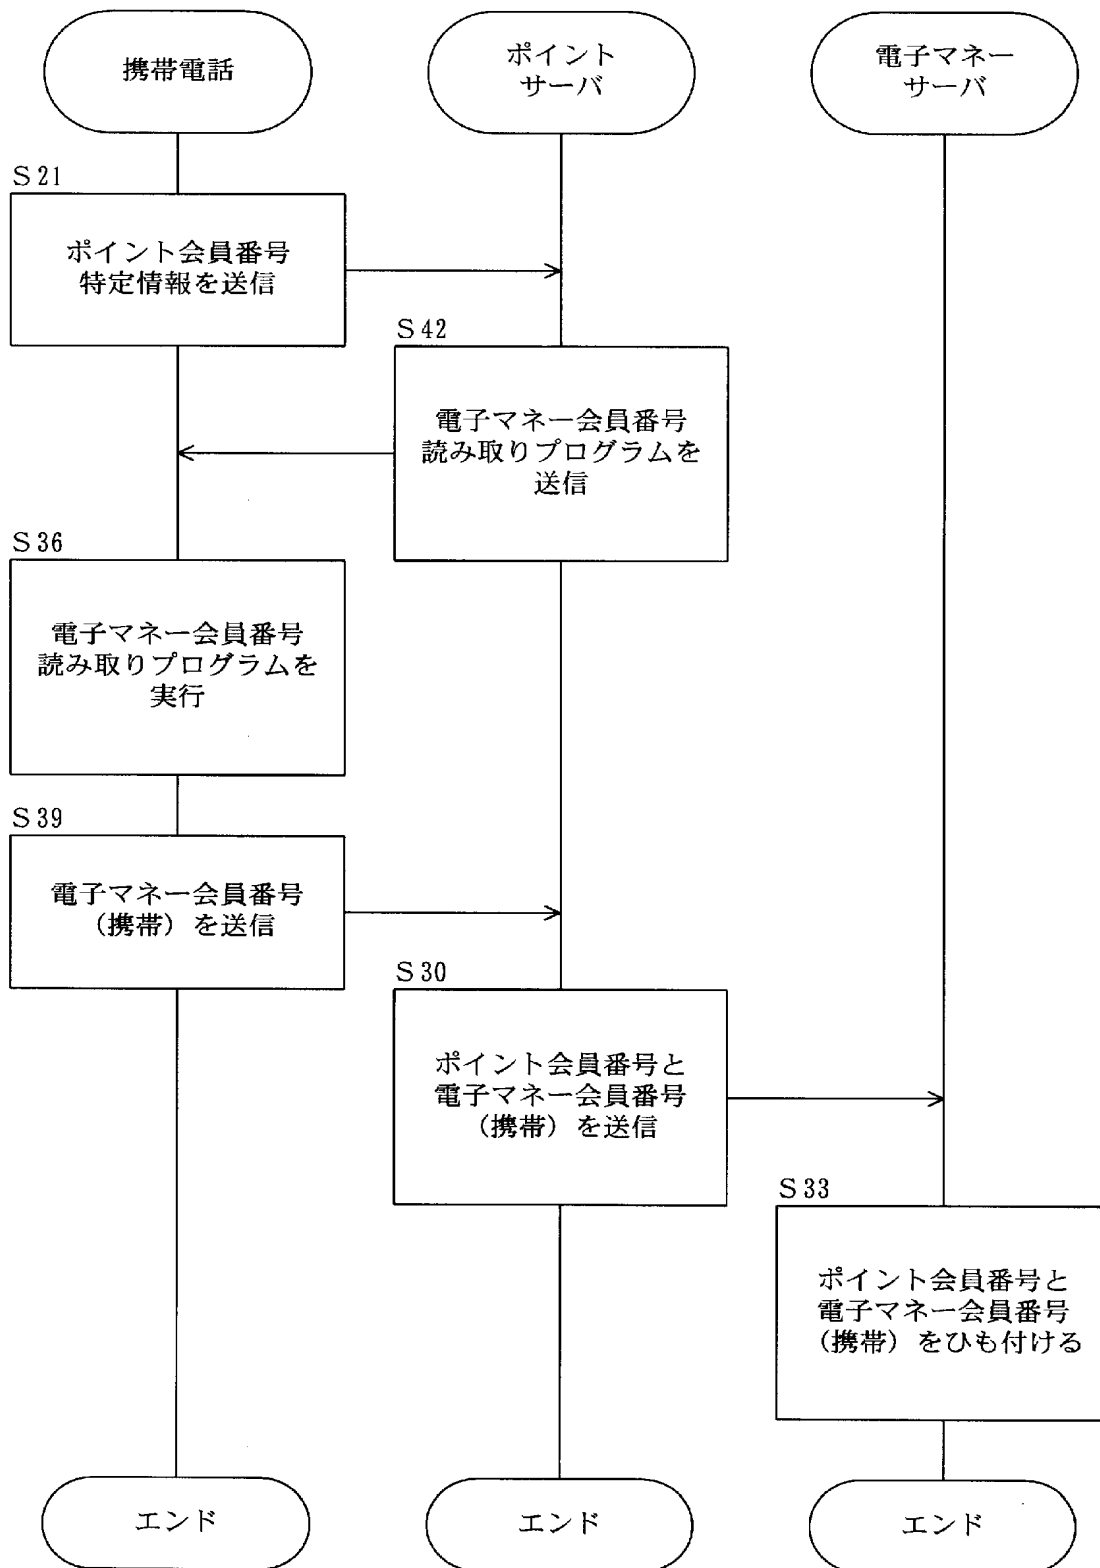 携帯電話
ポイント
サーバ
電子マネー
サーバ
S21
ポイント会員番号
特定情報を送信
S42
電子マネー会員番号
読み取りプログラムを
送信
S36
電子マネー会員番号
読み取りプログラムを
実行
S39
電子マネー会員番号
（携帯）を送信
S30
ポイント会員番号と
電子マネー会員番号
（携帯）を送信
S33
ポイント会員番号と
電子マネー会員番号
（携帯）をひも付ける
エンド
エンド
エンド